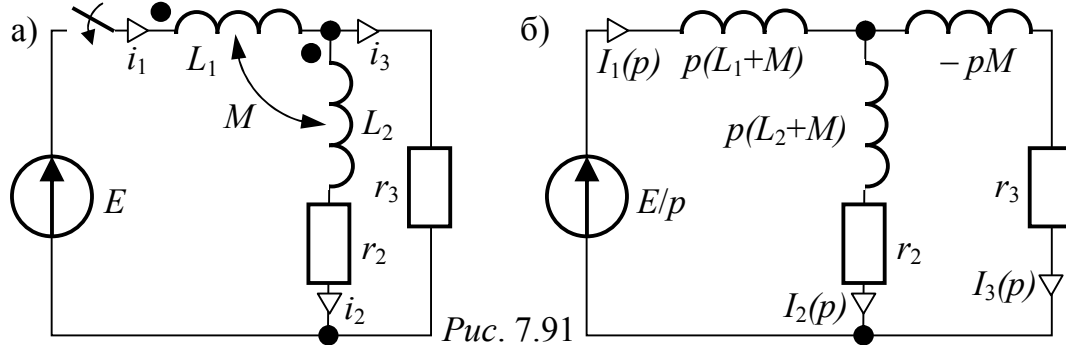 а)
i1
L1
i3
M
L2
E
r3
r2
i2
б)
I1(p)
p(L1+M)
– pM
p(L2+M)
E/p
r3
r2
I2(p)
I3(p)
Рис. 7.91